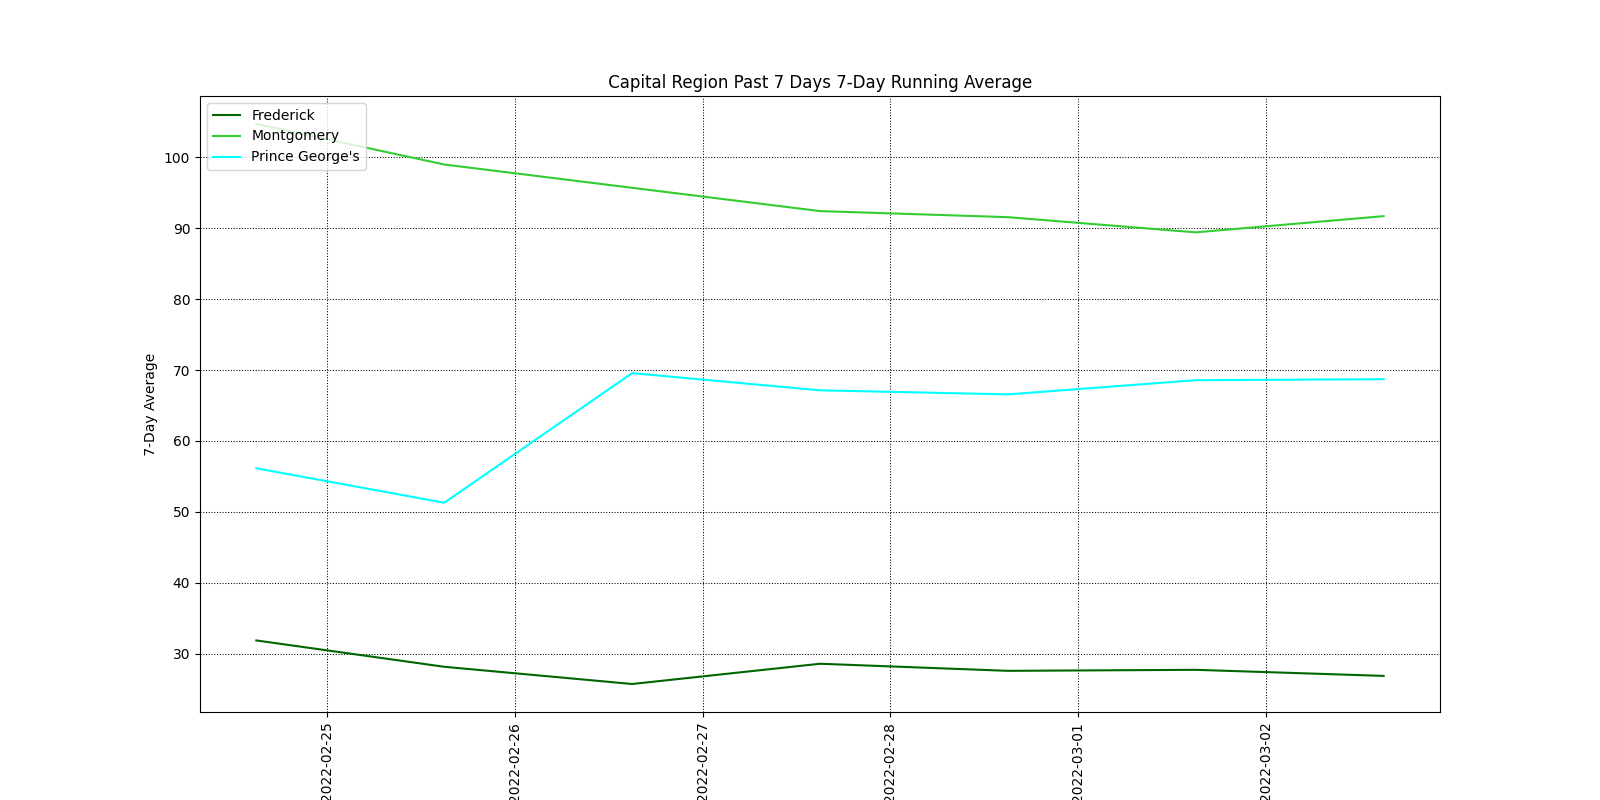 Capital Region Past 7 Days 7-Day Running Average
Frederick
Montgomery
Prince George's
100
90
80
70
60
50
40
30
7-Day Average
2022-02-25
2022-02-26
2022-02-27
2022-02-28
2022-03-01
2022-03-02